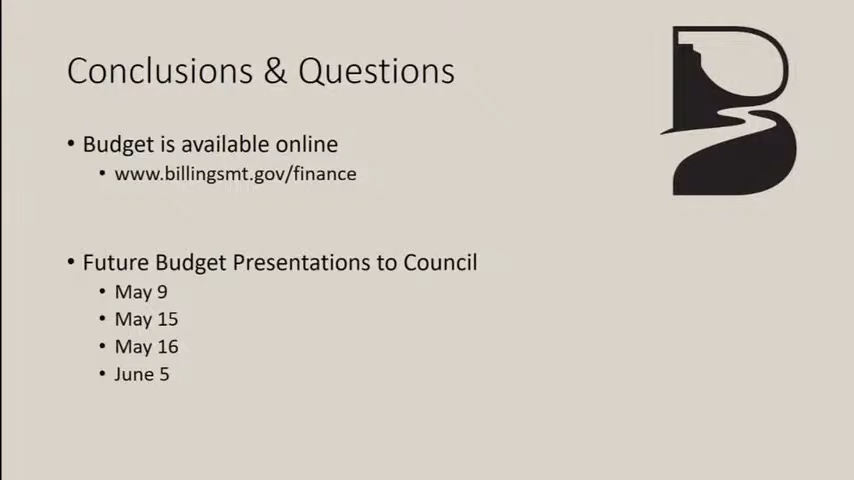 Conclusions & Questions
• Budget is available online
• www.billingsmt.gov/finance
• Future Budget Presentations to Council
• May 9
• May 15
• May 16
• June 5